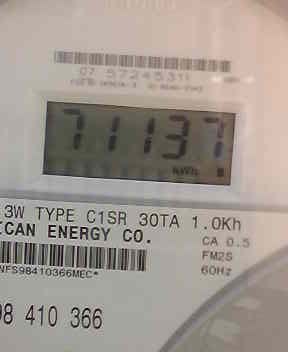 07 57245311
71137
KWH
3W TYPE C1SR 30TA 1.0Kh
ICAN ENERGY CO.
CA 0.5
FM2S
60Hz
NFS98410366MEC*
98 410 366